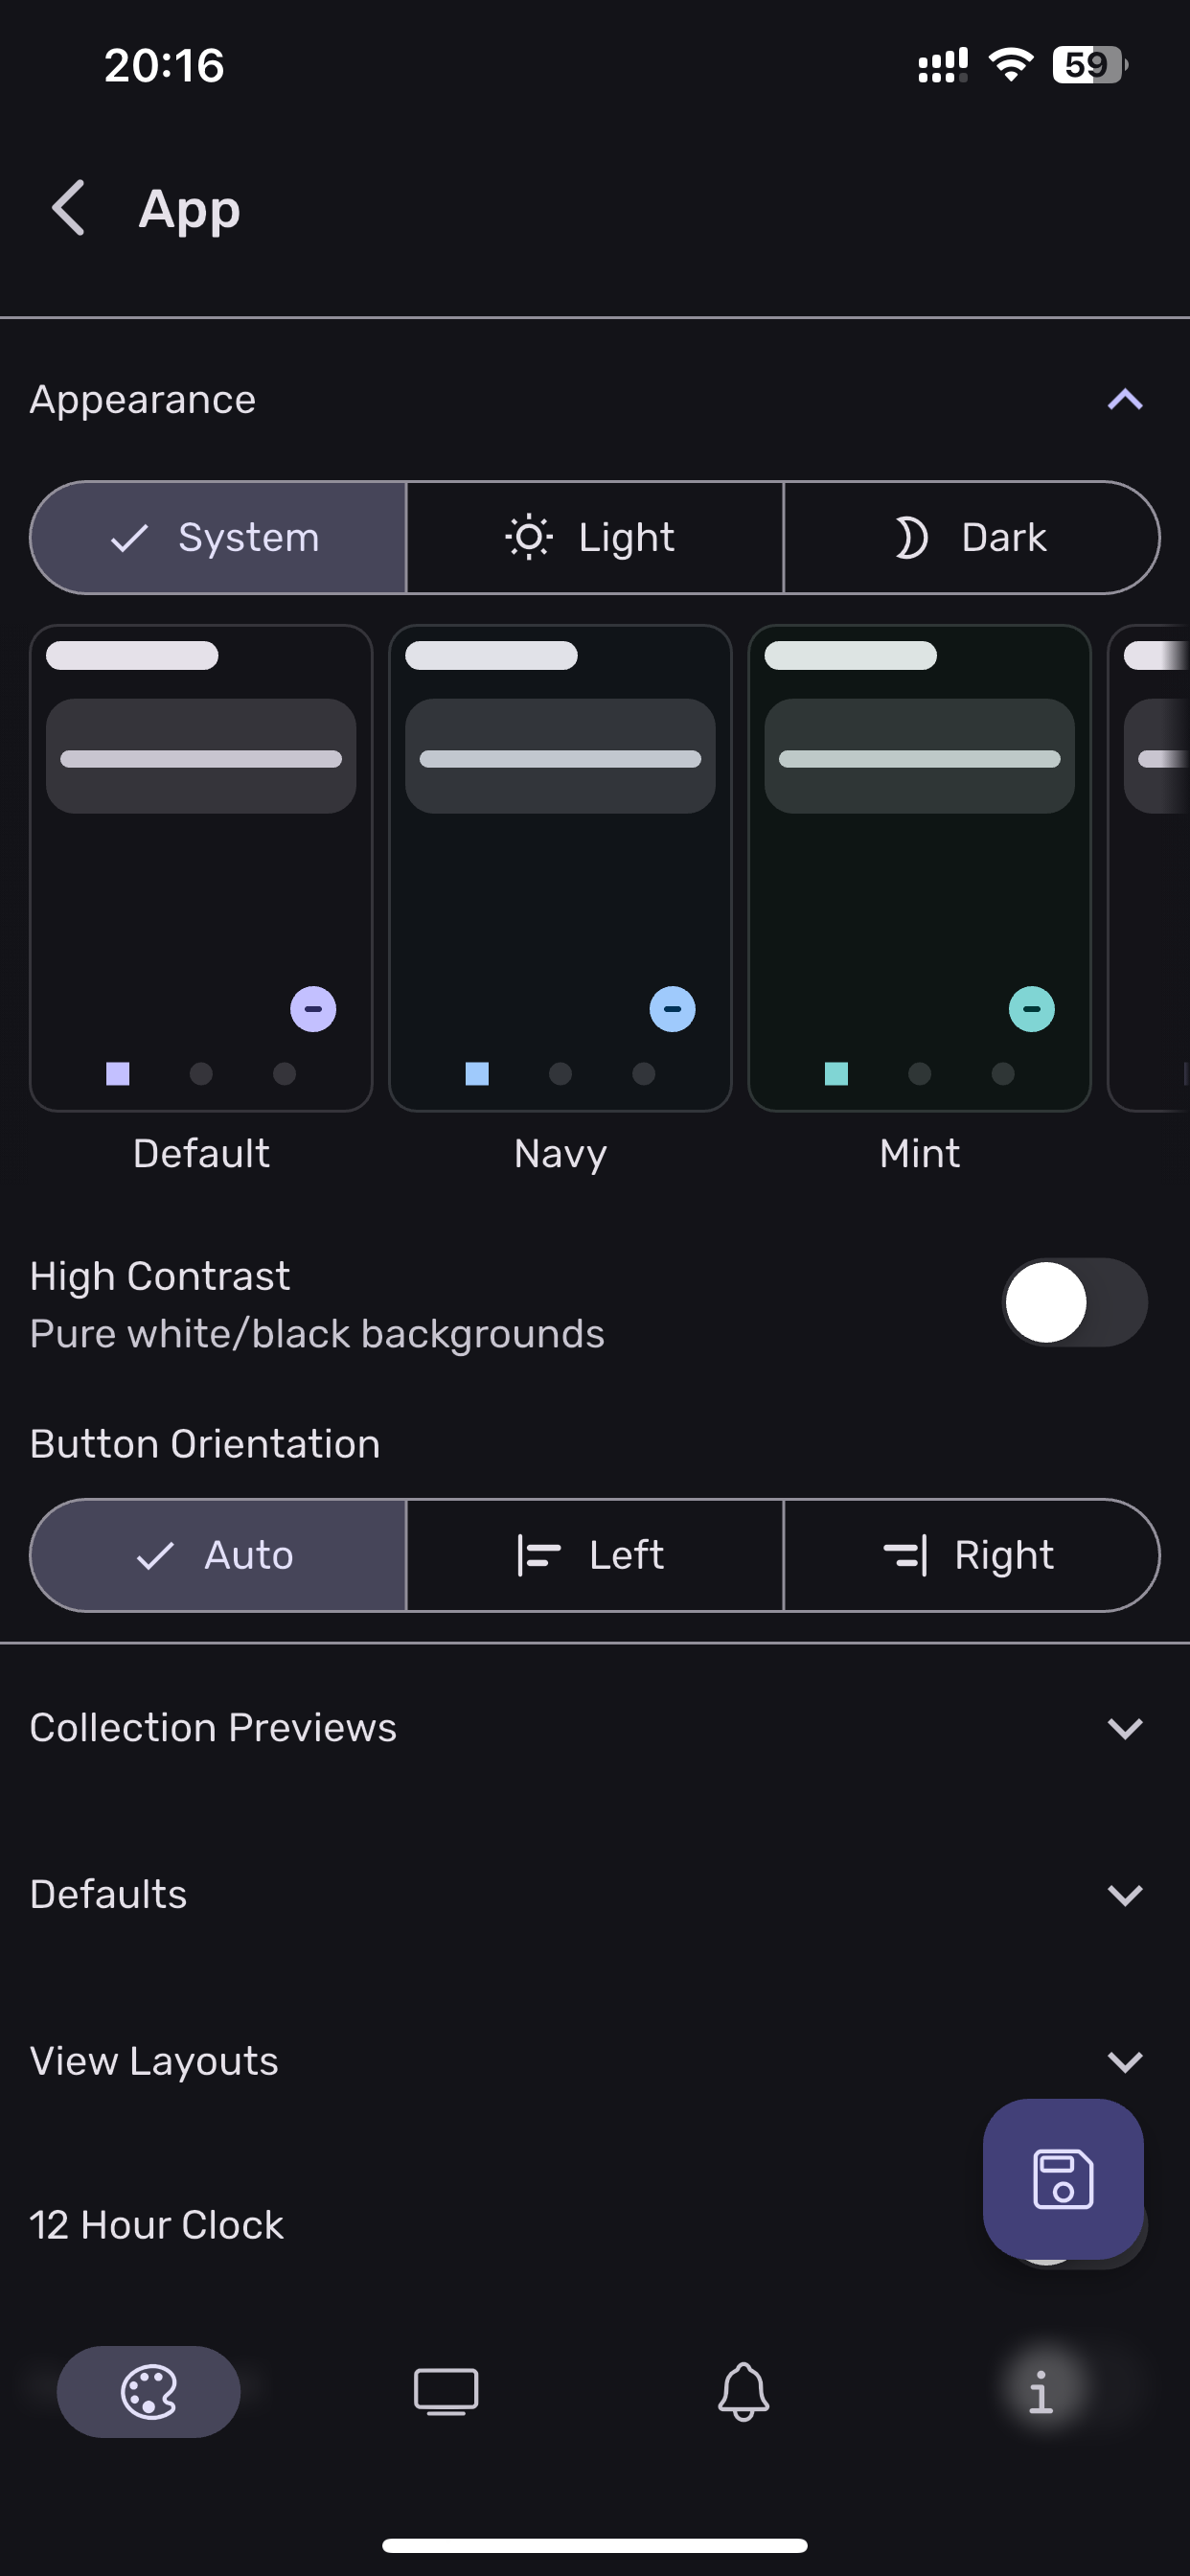 20:16
59
App
Appearance
System
Light
Dark
Default
Navy
Mint
High Contrast
Pure white/black backgrounds
Button Orientation
Auto
Left
Right
Collection Previews
Defaults
View Layouts
12 Hour Clock